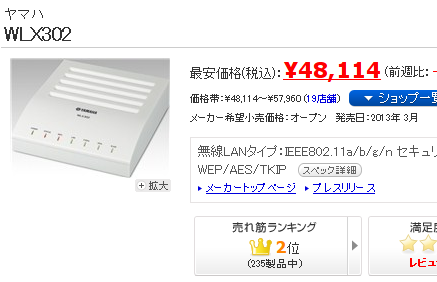 ヤマハ
WLX302
最安価格(税込):¥48,114 (前週比:
価格帯:¥48,114~¥57,960 (19店舗)
ショップ一覧
メーカー希望小売価格:オープン 発売日:2013年 3月
YAMAHA
WLX302
拡大
無線LANタイプ:IEEE802.11a/b/g/n セキュリ
WEP/AES/TKIP スペック詳細
メーカートップページ プレスリリース
売れ筋ランキング
2位
(235製品中)
満足
レビュ